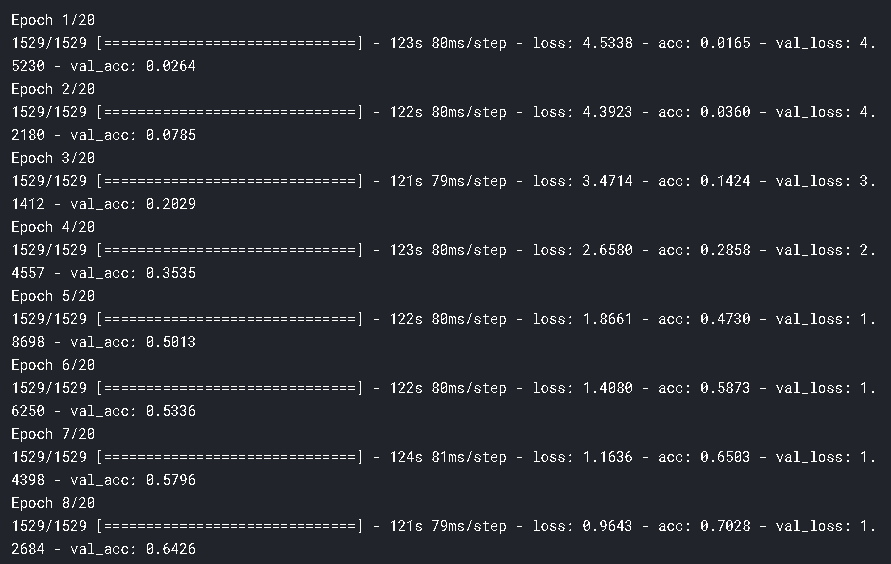 Epoch 1/20
1529/1529 [==============================] - 123s 80ms/step - loss: 4.5338 - acc: 0.0165 - val_loss: 4.
5230 - val_acc: 0.0264
Epoch 2/20
1529/1529 [==============================] - 122s 80ms/step - loss: 4.3923 - acc: 0.0360 - val_loss: 4.
2180 - val_acc: 0.0785
Epoch 3/20
1529/1529 [==============================] - 121s 79ms/step - loss: 3.4714 - acc: 0.1424 - val_loss: 3.
1412 - val_acc: 0.2029
Epoch 4/20
1529/1529 [==============================] - 123s 80ms/step - loss: 2.6580 - acc: 0.2858 - val_loss: 2.
4557 - val_acc: 0.3535
Epoch 5/20
1529/1529 [==============================] - 122s 80ms/step - loss: 1.8661 - acc: 0.4730 - val_loss: 1.
8698 - val_acc: 0.5013
Epoch 6/20
1529/1529 [==============================] - 122s 80ms/step - loss: 1.4080 - acc: 0.5873 - val_loss: 1.
6250 - val_acc: 0.5336
Epoch 7/20
1529/1529 [==============================] - 124s 81ms/step - loss: 1.1636 - acc: 0.6503 - val_loss: 1.
4398 - val_acc: 0.5796
Epoch 8/20
1529/1529 [==============================] - 121s 79ms/step - loss: 0.9643 - acc: 0.7028 - val_loss: 1.
2684 - val_acc: 0.6426